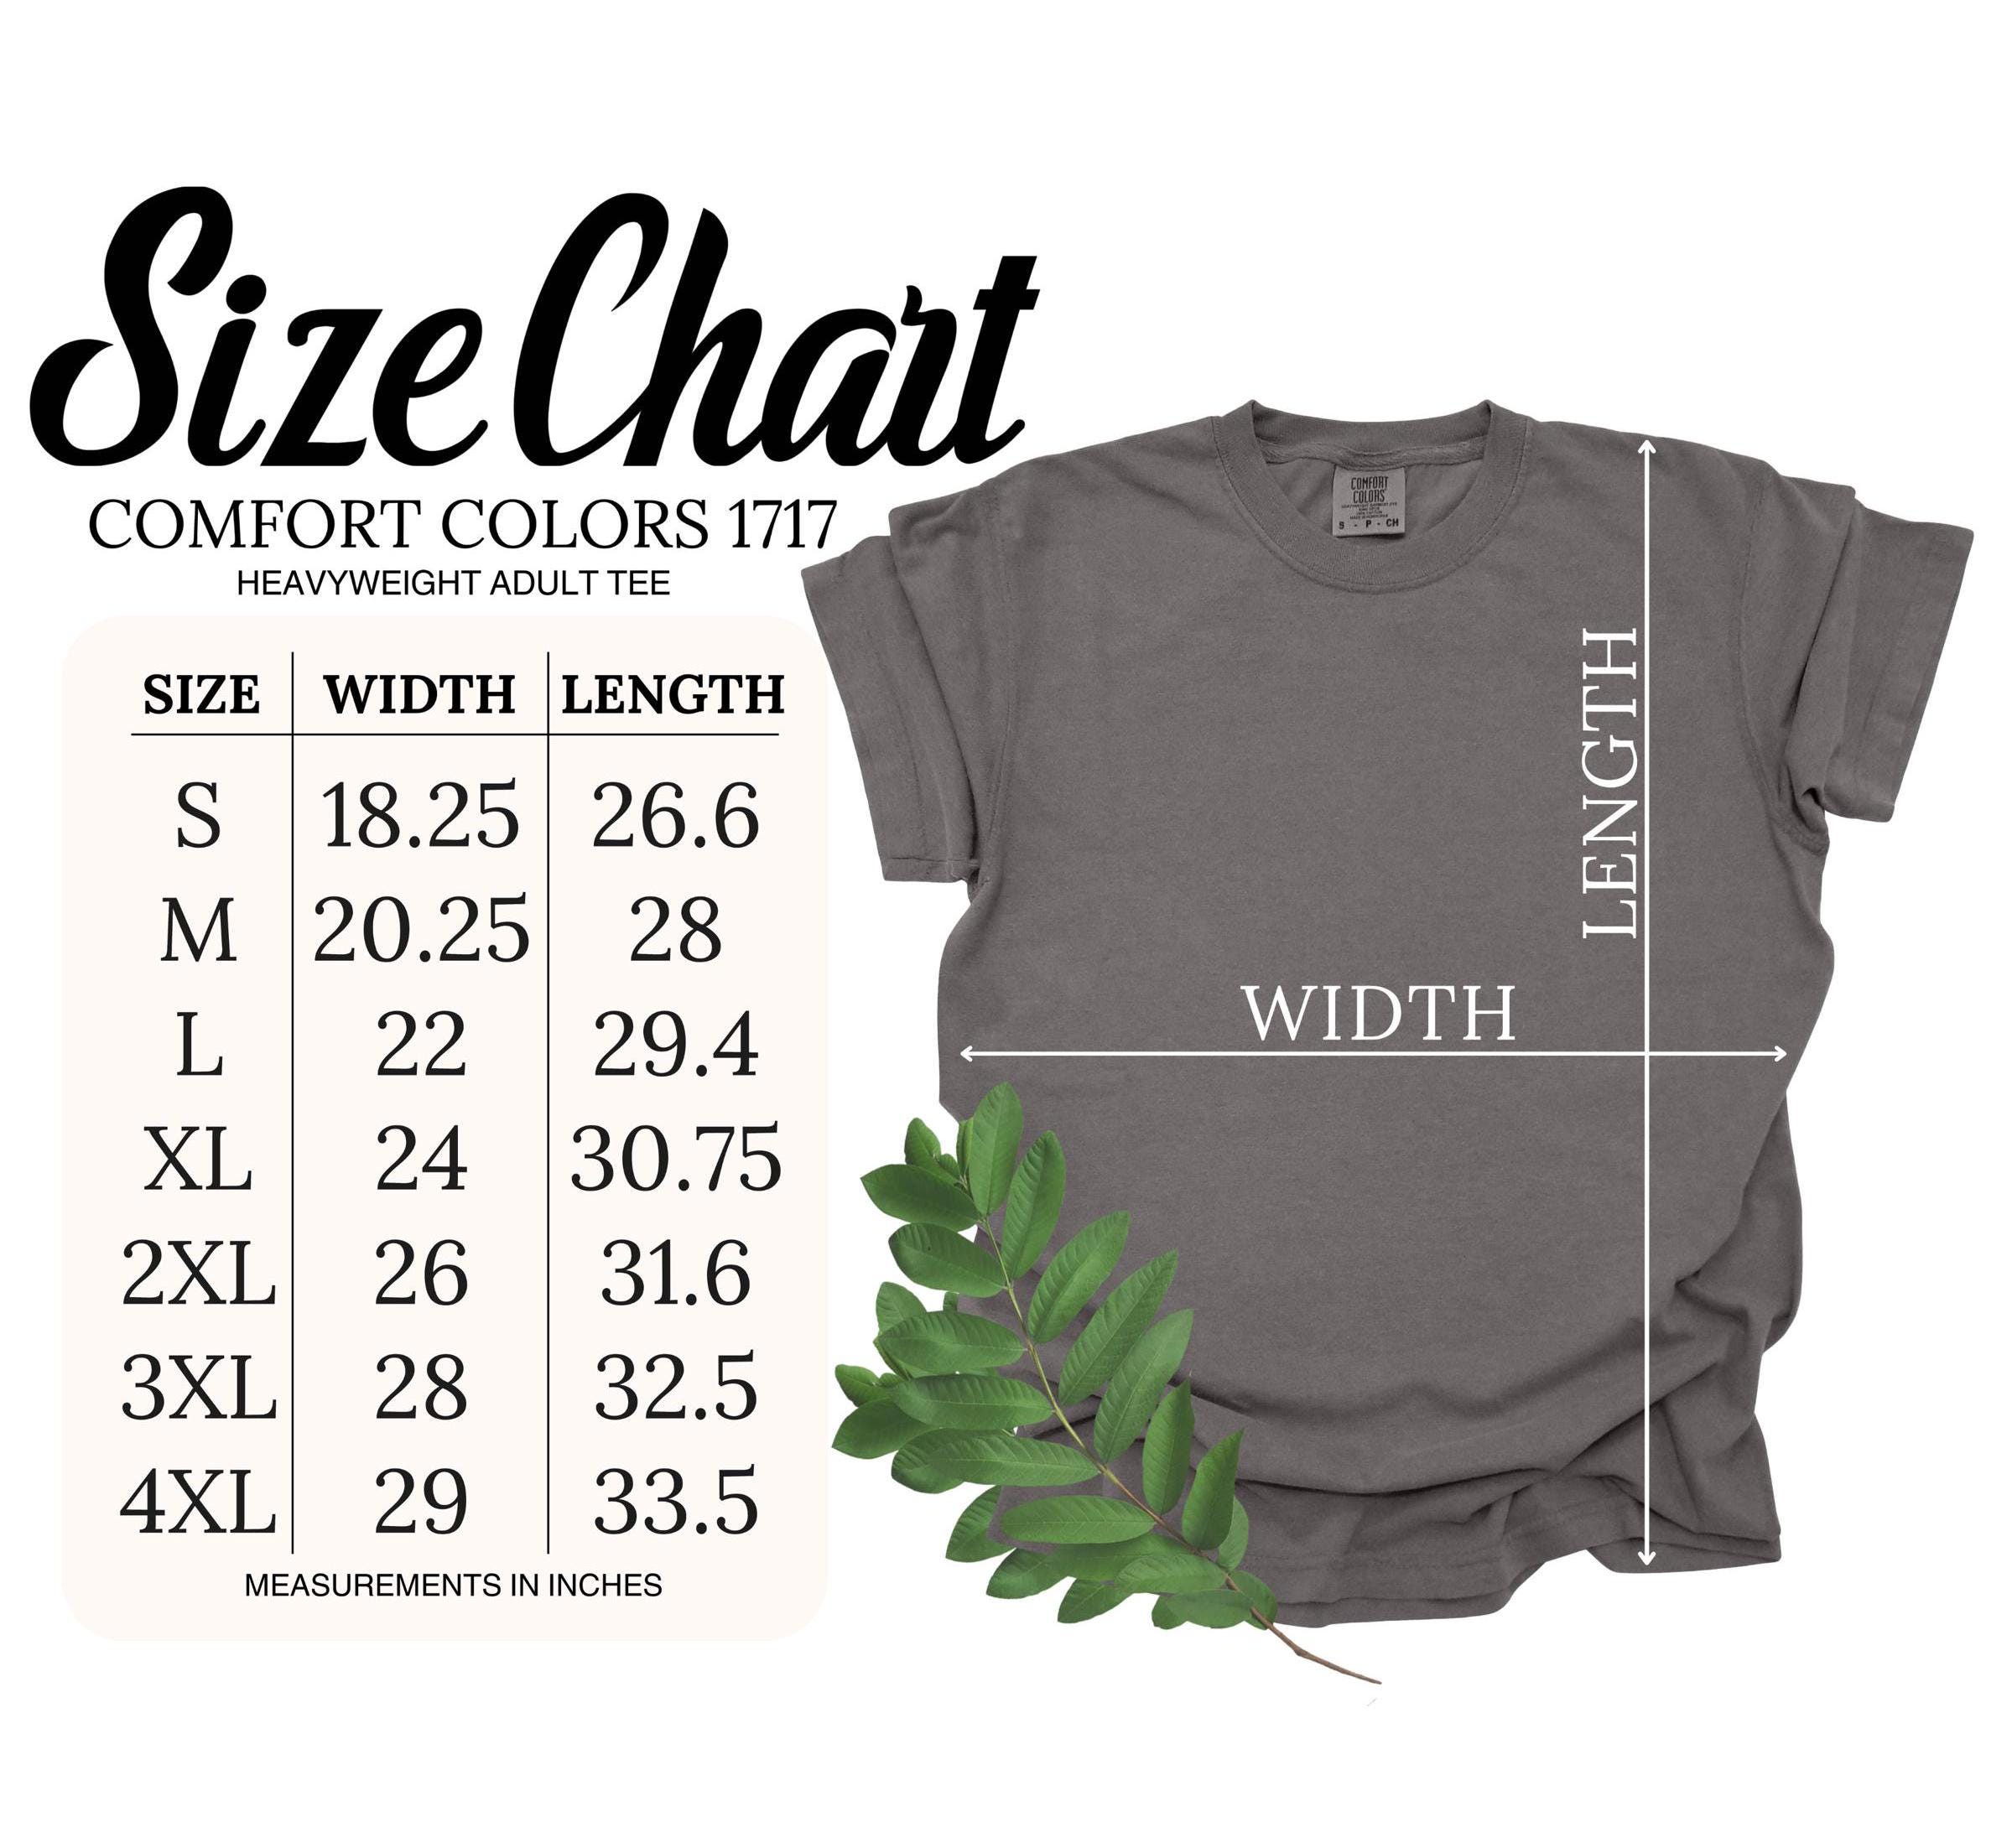 Size Chart
COMFORT COLORS 1717
HEAVYWEIGHT ADULT TEE
SIZE WIDTH LENGTH
S 18.25 26.6
M 20.25 28
L 22 29.4
XL 24 30.75
2XL 26 31.6
3XL 28 32.5
4XL 29 33.5
MEASUREMENTS IN INCHES
COMFORT
COLORS
S - P - CH
LENGTH
WIDTH